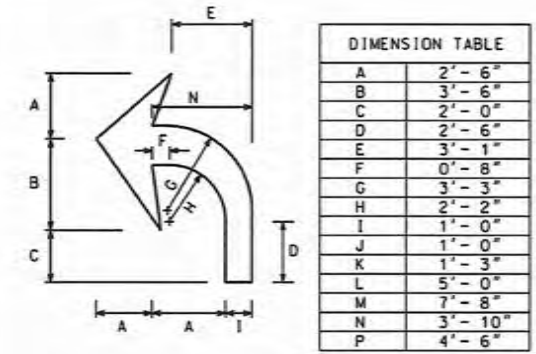 E
N
A
F
G
H
B
C
D
A A I
DIMENSION TABLE
A 2'- 6"
B 3'- 6"
C 2'- 0"
D 2'- 6"
E 3'- 1"
F 0'- 8"
G 3'- 3"
H 2'- 2"
I 1'- 0"
J 1'- 0"
K 1'- 3"
L 5'- 0"
M 7'- 8"
N 3'- 10"
P 4'- 6"